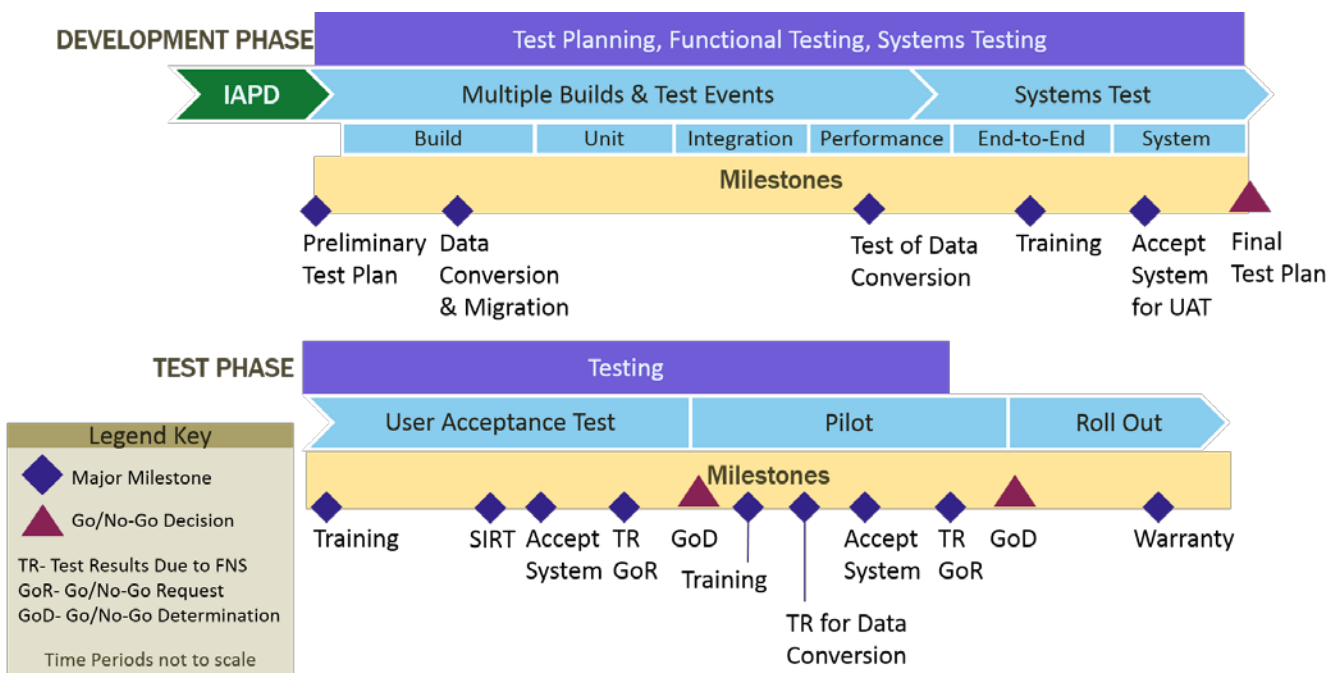 DEVELOPMENT PHASE
Test Planning, Functional Testing, Systems Testing
IAPD
Multiple Builds & Test Events
Systems Test
Build
Unit
Integration
Performance
End-to-End
System
Milestones
Preliminary
Test Plan
Data
Conversion
& Migration
Test of Data
Conversion
Training
Accept
System
for UAT
Final
Test Plan
TEST PHASE
Testing
User Acceptance Test
Pilot
Roll Out
Milestones
Training
SIRT
Accept
System
TR
GoR
GoD
Training
TR for Data
Conversion
Accept
System
TR
GoR
GoD
Warranty
Legend Key
Major Milestone
Go/No-Go Decision
TR- Test Results Due to FNS
GoR- Go/No-Go Request
GoD- Go/No-Go Determination
Time Periods not to scale